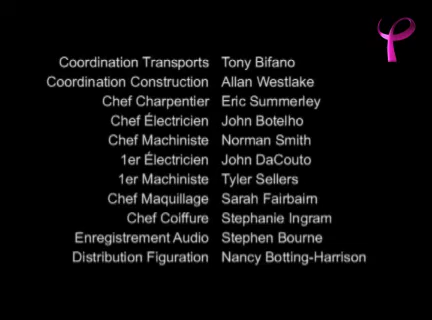 Coordination Transports Tony Bifano
Coordination Construction Allan Westlake
Chef Charpentier Eric Summerley
Chef Électricien John Botelho
Chef Machiniste Norman Smith
1er Électricien John DaCouto
1er Machiniste Tyler Sellers
Chef Maquillage Sarah Fairbairn
Chef Coiffure Stephanie Ingram
Enregistrement Audio Stephen Bourne
Distribution Figuration Nancy Botting-Harrison